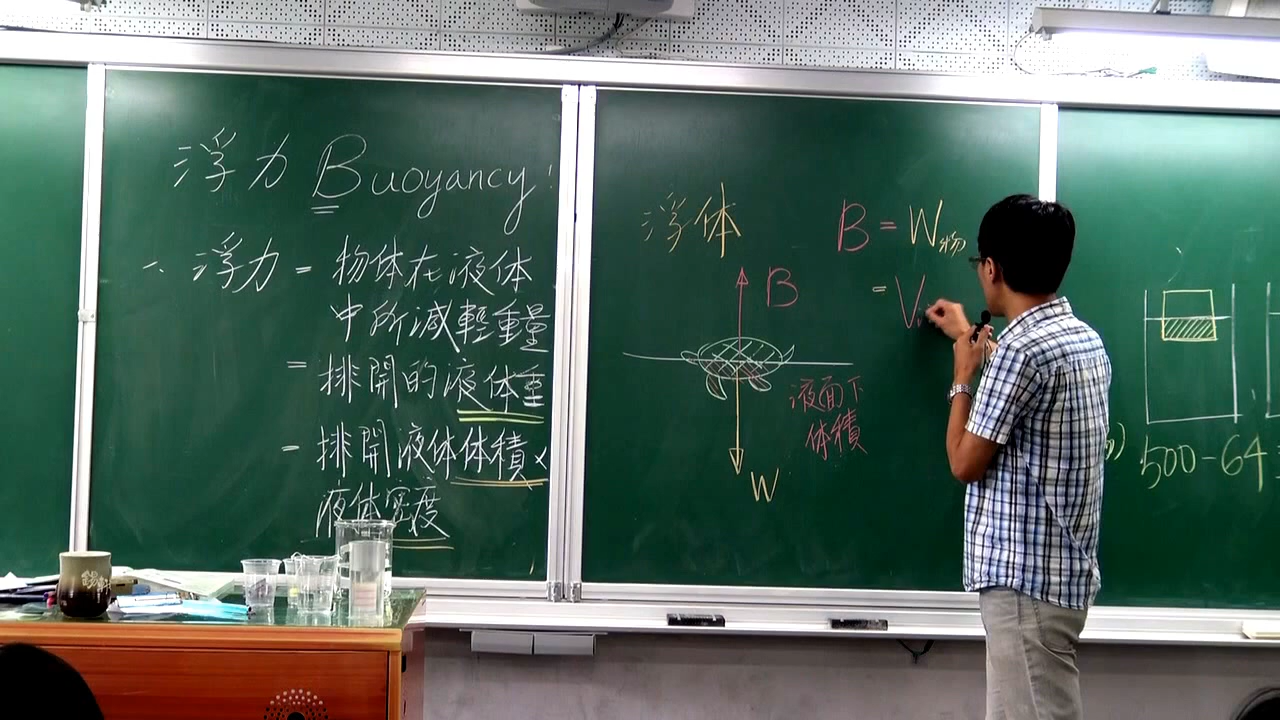 浮力 Buoyancy!
一、浮力 = 物体在液体
中所減輕重量
= 排開的液体重
= 排開液体体積×
液体密度
浮体
B
W
液面下
体積
B = W物
= V
500-64